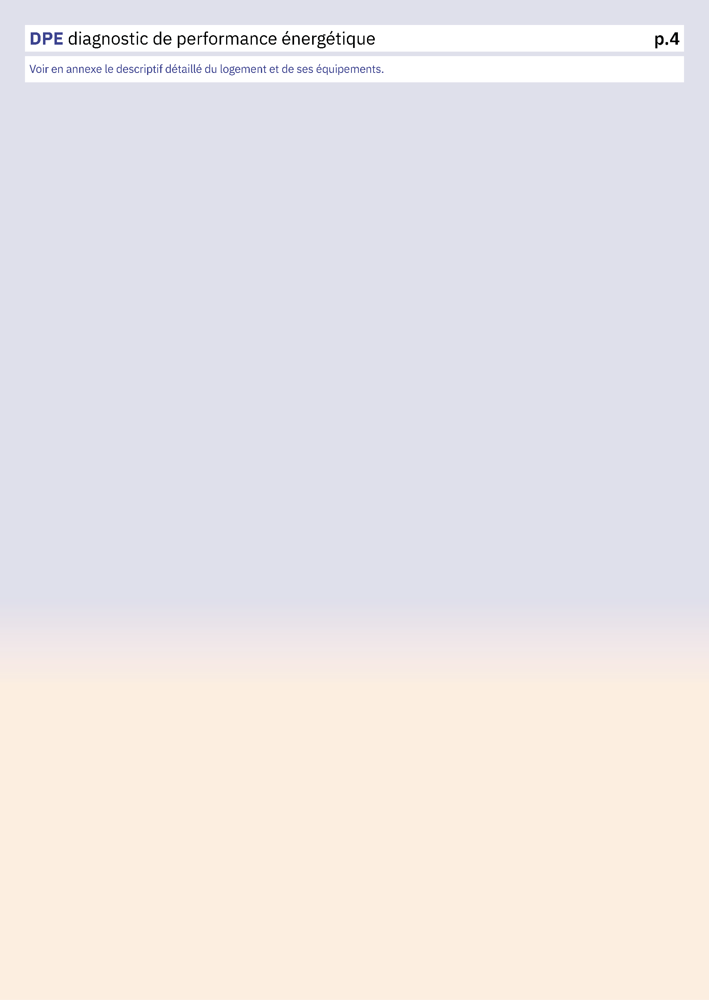 DPE diagnostic de performance énergétique p.4
Voir en annexe le descriptif détaillé du logement et de ses équipements.